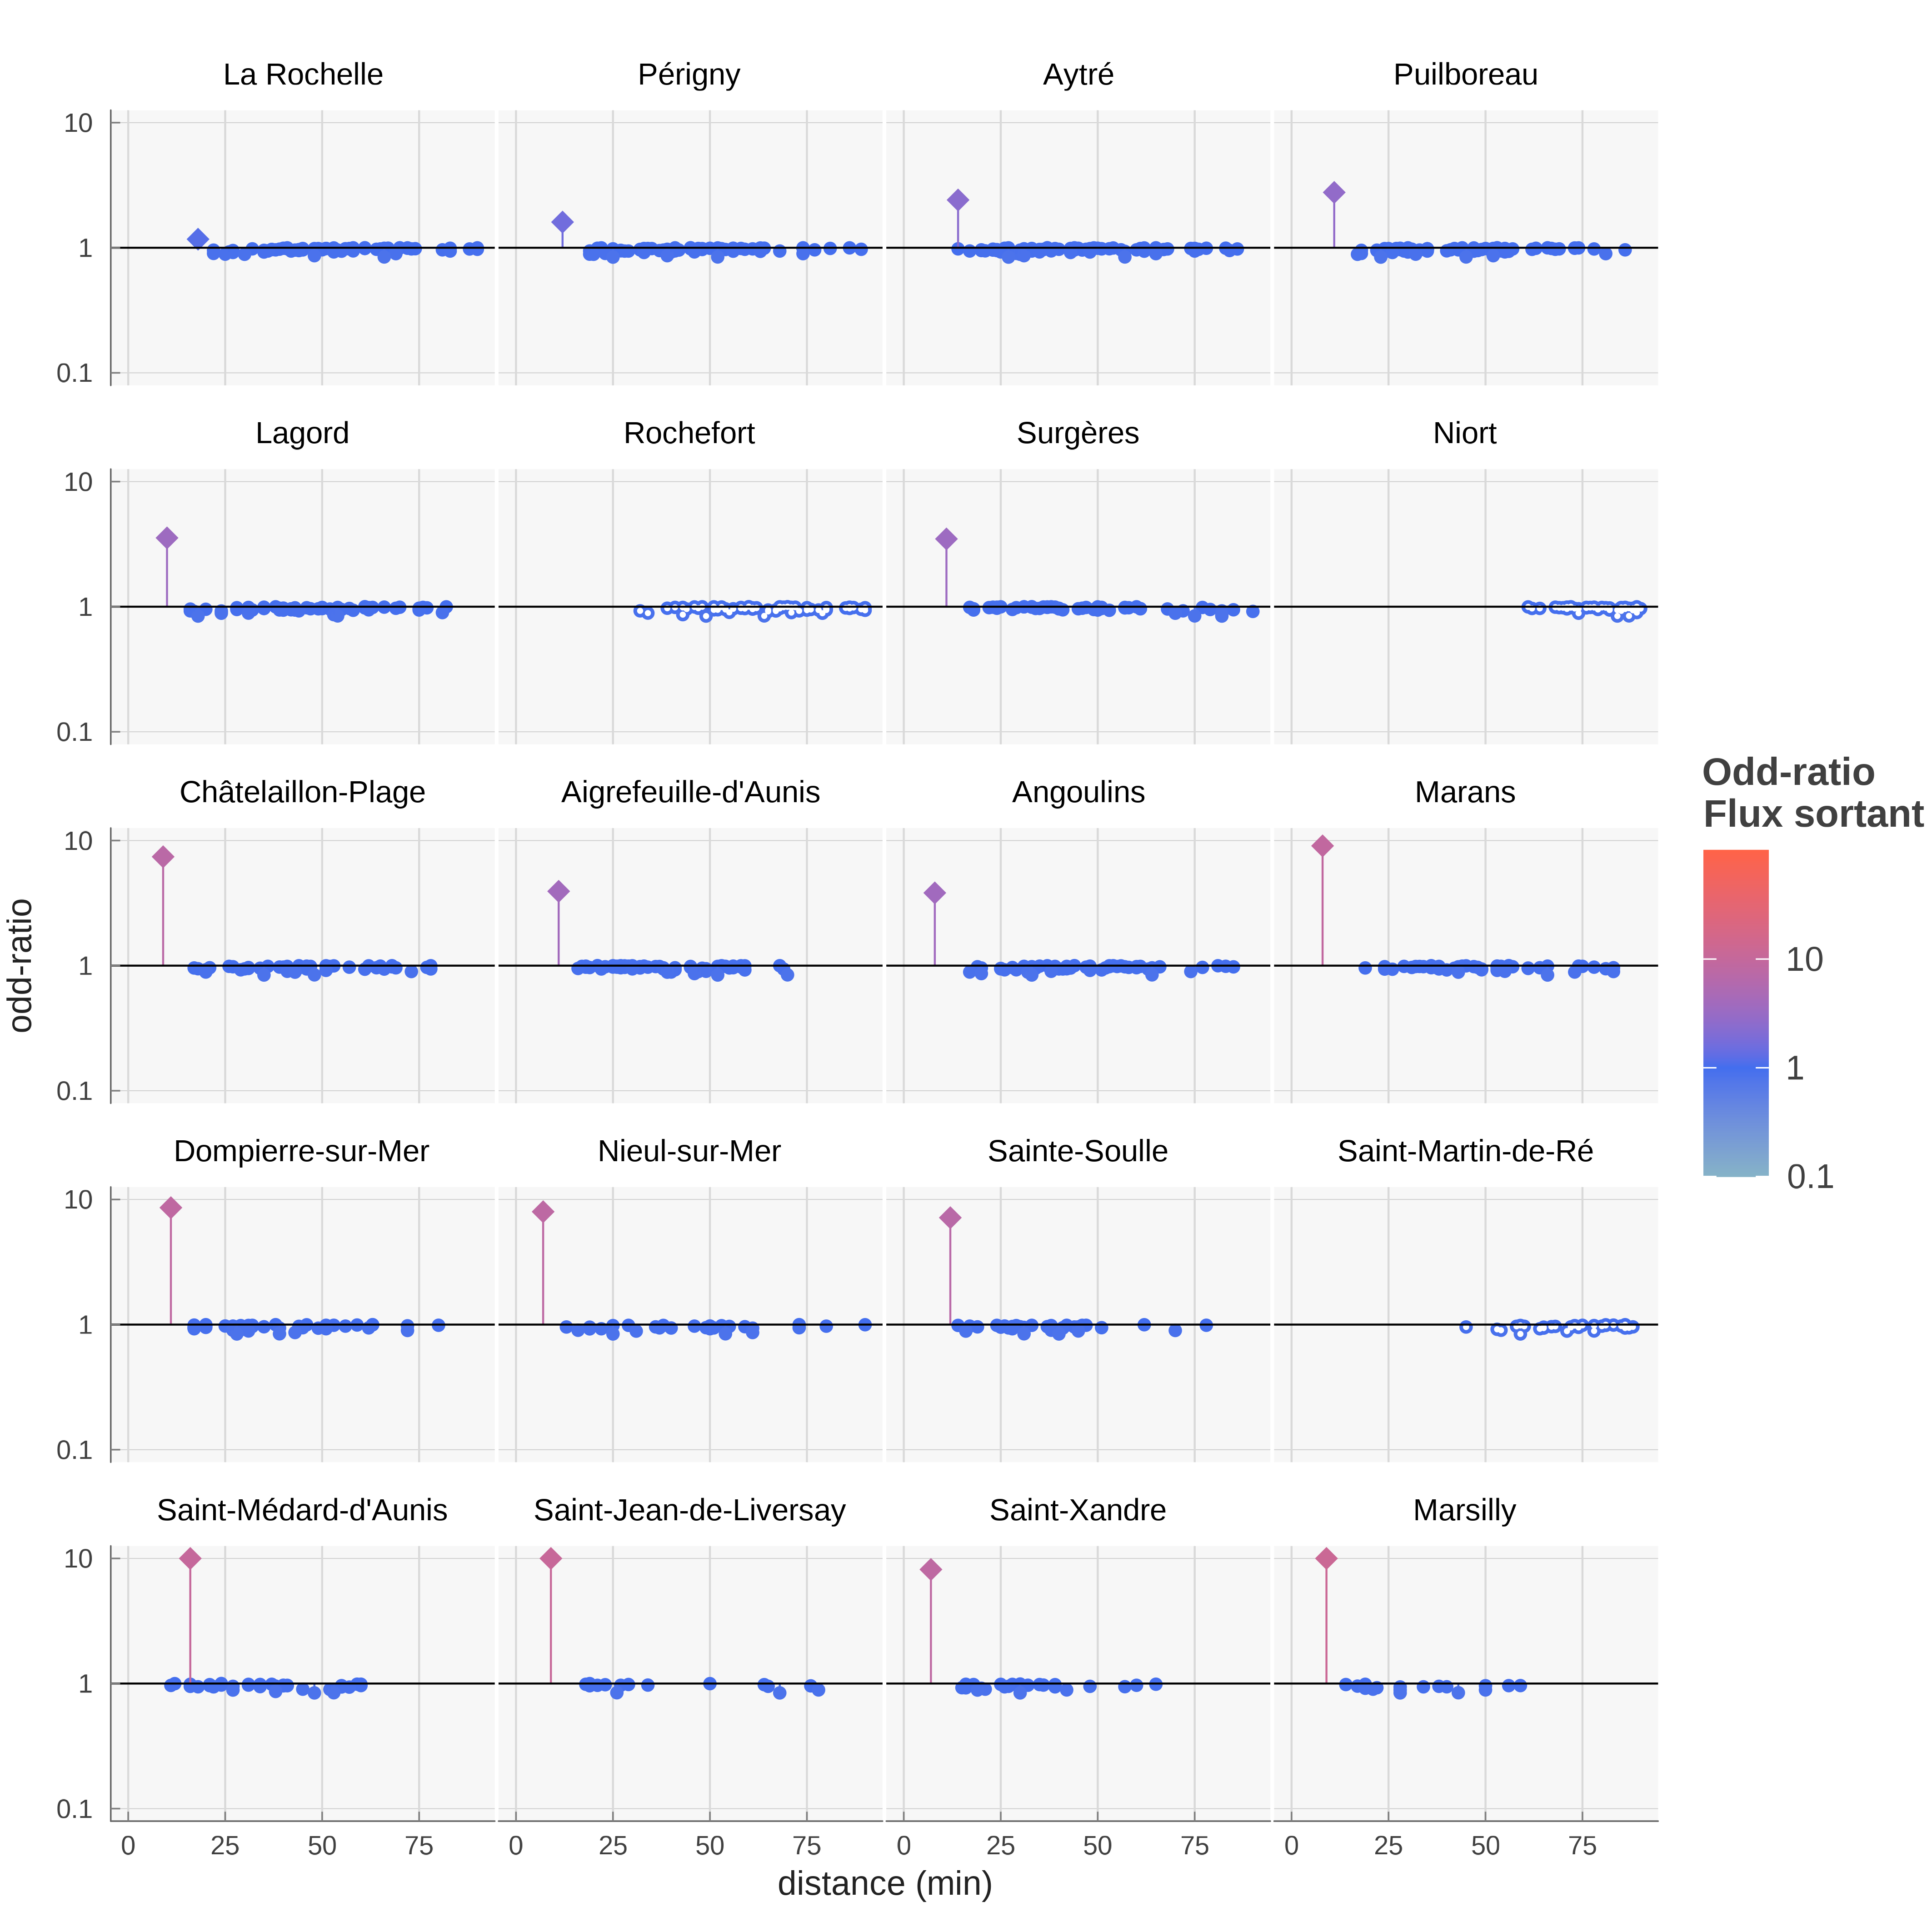 La Rochelle Périgny Aytré Puilboreau
10
1
0.1
Lagord Rochefort Surgères Niort
10
1
0.1
Châtelaillon-Plage Aigrefeuille-d'Aunis Angoulins Marans
10
1
0.1
Dompierre-sur-Mer Nieul-sur-Mer Sainte-Soulle Saint-Martin-de-Ré
10
1
0.1
Saint-Médard-d'Aunis Saint-Jean-de-Liversay Saint-Xandre Marsilly
10
1
0.1
0 25 50 75 0 25 50 75 0 25 50 75 0 25 50 75
distance (min)
odd-ratio
Odd-ratio
Flux sortant
10
1
0.1